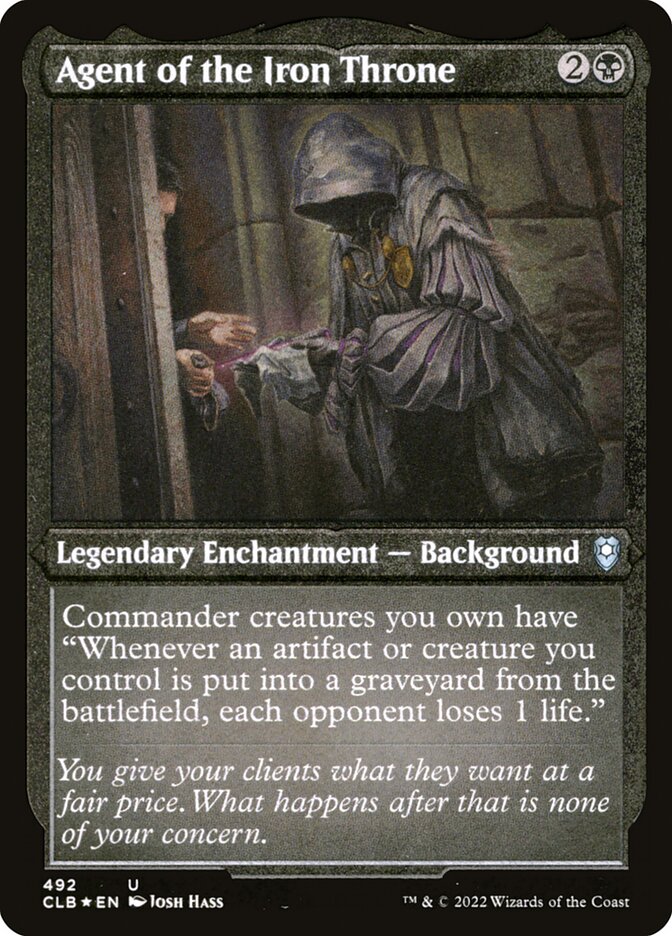 Agent of the Iron Throne 2
Legendary Enchantment — Background
Commander creatures you own have
“Whenever an artifact or creature you
control is put into a graveyard from the
battlefield, each opponent loses 1 life.”
You give your clients what they want at a
fair price. What happens after that is none
of your concern.
492 U
CLB★EN Josh Hass ™ & © 2022 Wizards of the Coast